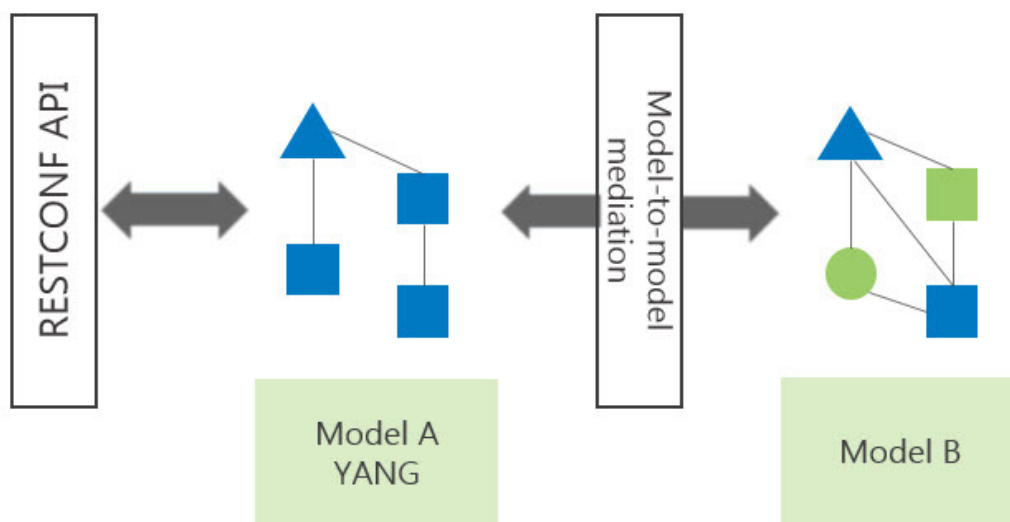 RESTCONF API
Model-to-model
mediation
Model A
YANG
Model B